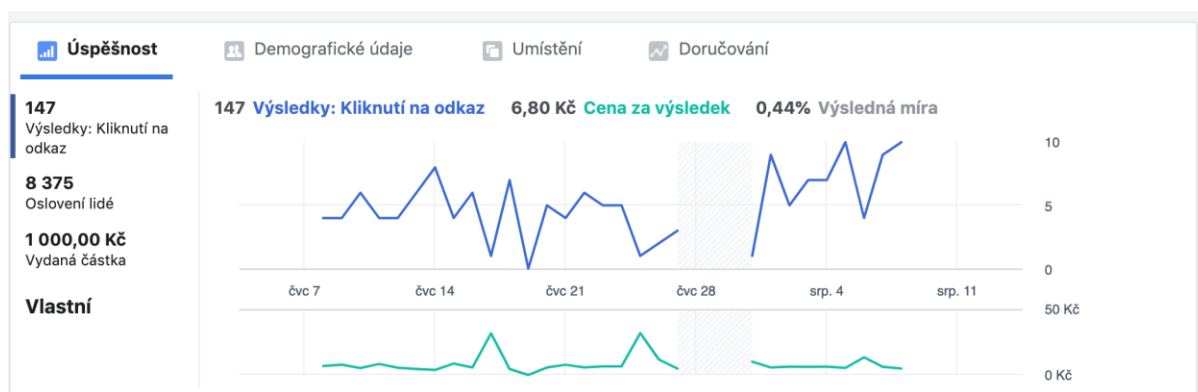 Úspěšnost
Demografické údaje
Umístění
Doručování
147
Výsledky: Kliknutí na
odkaz
8 375
Oslovení lidé
1 000,00 Kč
Vydaná částka
Vlastní
147 Výsledky: Kliknutí na odkaz 6,80 Kč Cena za výsledek 0,44% Výsledná míra
10
5
0
čvc 7 čvc 14 čvc 21 čvc 28 srp. 4 srp. 11
50 Kč
0 Kč